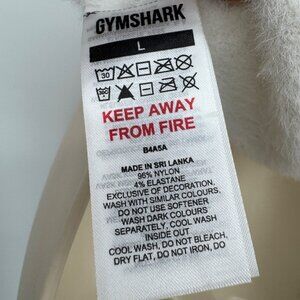 GYMSHARK
L
30
KEEP AWAY
FROM FIRE
B4A5A
MADE IN SRI LANKA
96% NYLON
4% ELASTANE
EXCLUSIVE OF DECORATION,
WASH WITH SIMILAR COLOURS,
DO NOT USE SOFTENER
WASH DARK COLOURS
SEPARATELY, COOL WASH
INSIDE OUT
COOL WASH, DO NOT BLEACH,
DRY FLAT, DO NOT IRON, DO